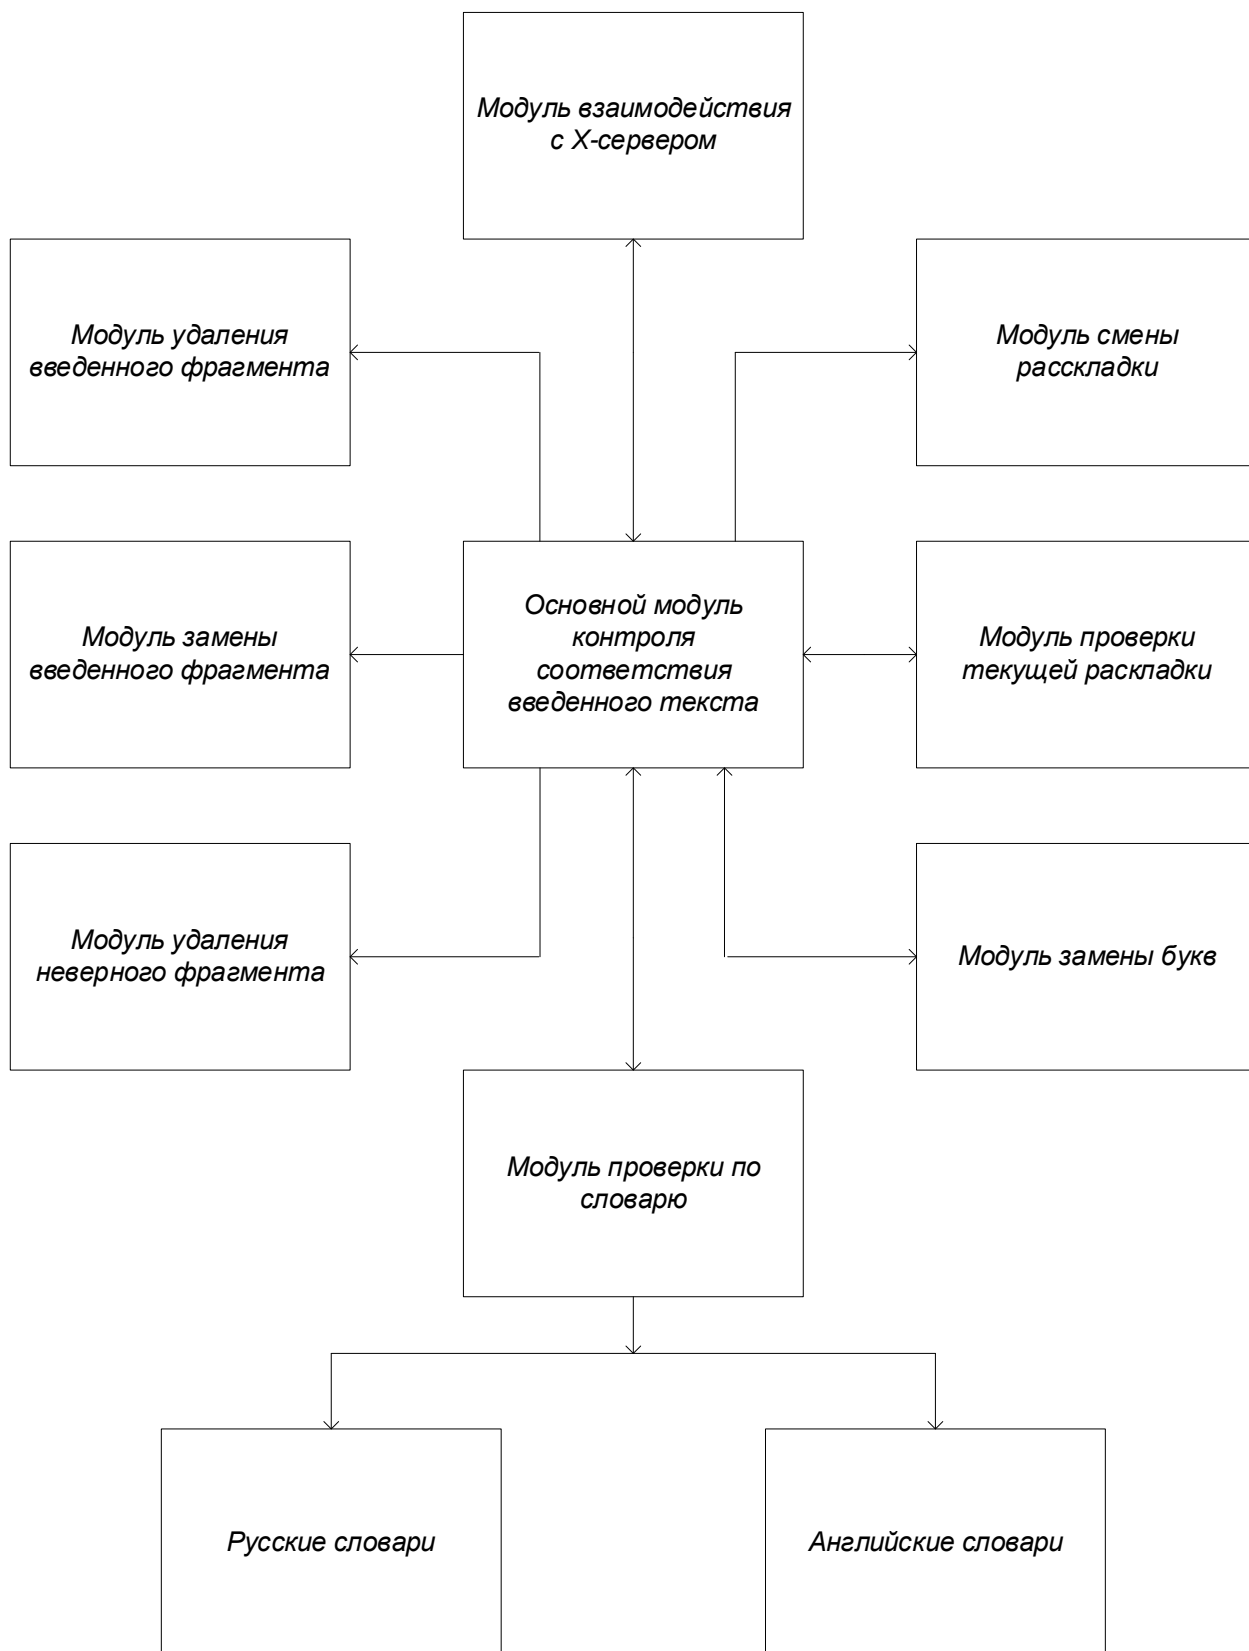 Модуль взаимодействия
с X-сервером
Модуль удаления
введенного фрагмента
Модуль смены
расскладки
Модуль замены
введенного фрагмента
Основной модуль
контроля
соответствия
введенного текста
Модуль проверки
текущей раскладки
Модуль удаления
неверного фрагмента
Модуль замены букв
Модуль проверки по
словарю
Русские словари
Английские словари